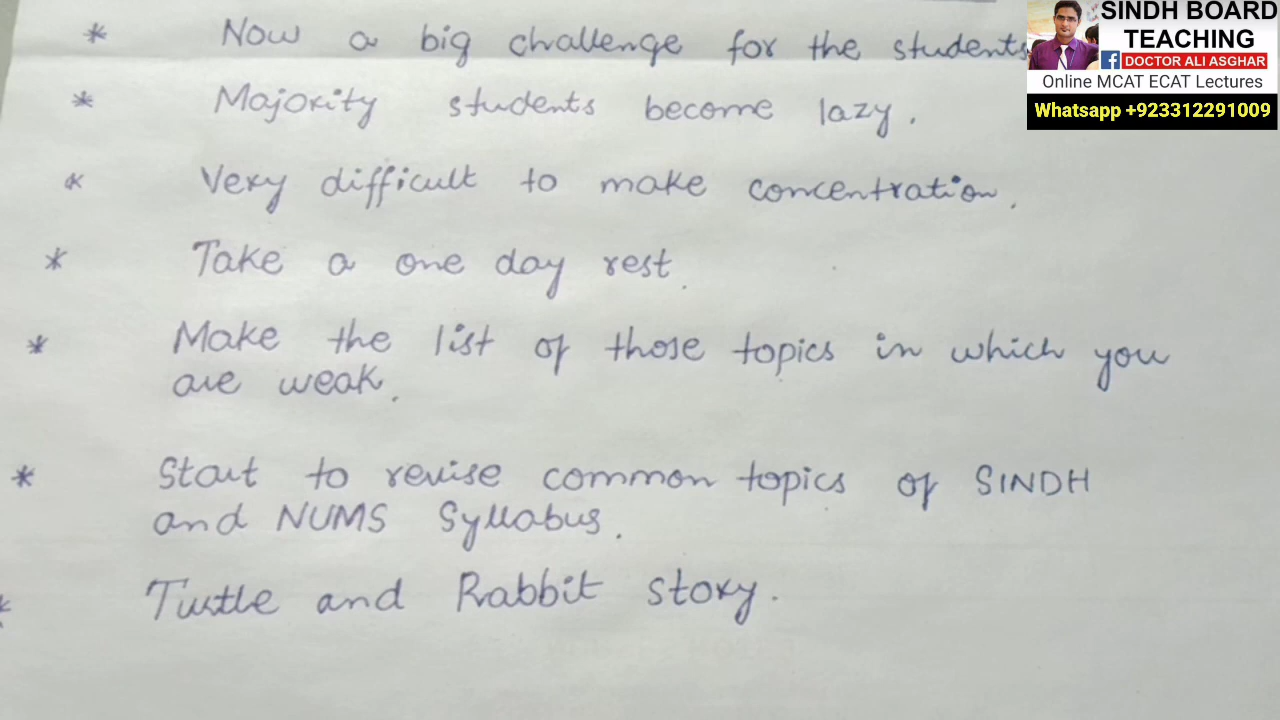 * Now a big challenge for the students
* Majority students become lazy.
* Very difficult to make concentration.
* Take a one day rest.
* Make the list of those topics in which you
are weak.
* Start to revise common topics of SINDH
and NUMS Syllabus.
* Turtle and Rabbit story.
SINDH BOARD
TEACHING
f DOCTOR ALI ASGHAR
Online MCAT ECAT Lectures
Whatsapp +923312291009